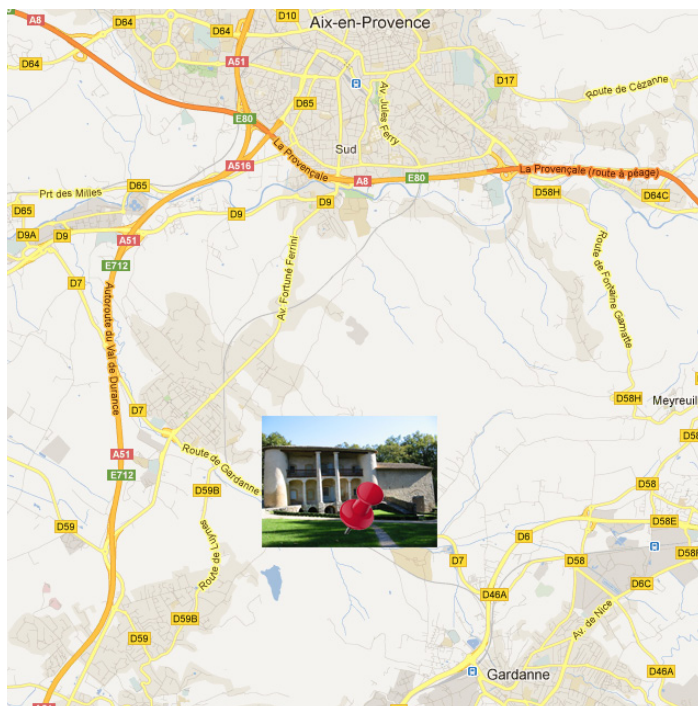 D10
Aix-en-Provence
D64
D64
A8
A51
D17
Route de Cézanne
Av. Jules Ferry
D65
E80
La Provençale
Sud
A516
A8
E80
La Provençale (route à péage)
D58H
D64C
Prt des Milles
D65
D65
D9
D9
D9A
D9
A51
E712
D7
Autoroute du Val de Durance
Av. Fortuné Ferrini
Route de Fontaine Gamatte
D58H
Meyreuil
D7
Route de Gardanne
A51
E712
D59B
D58
D58
D59
Route de Luynes
D6
D58E
D7
D58
D58
D6C
D46A
Av. de Nice
D59B
D59
Gardanne
D46A